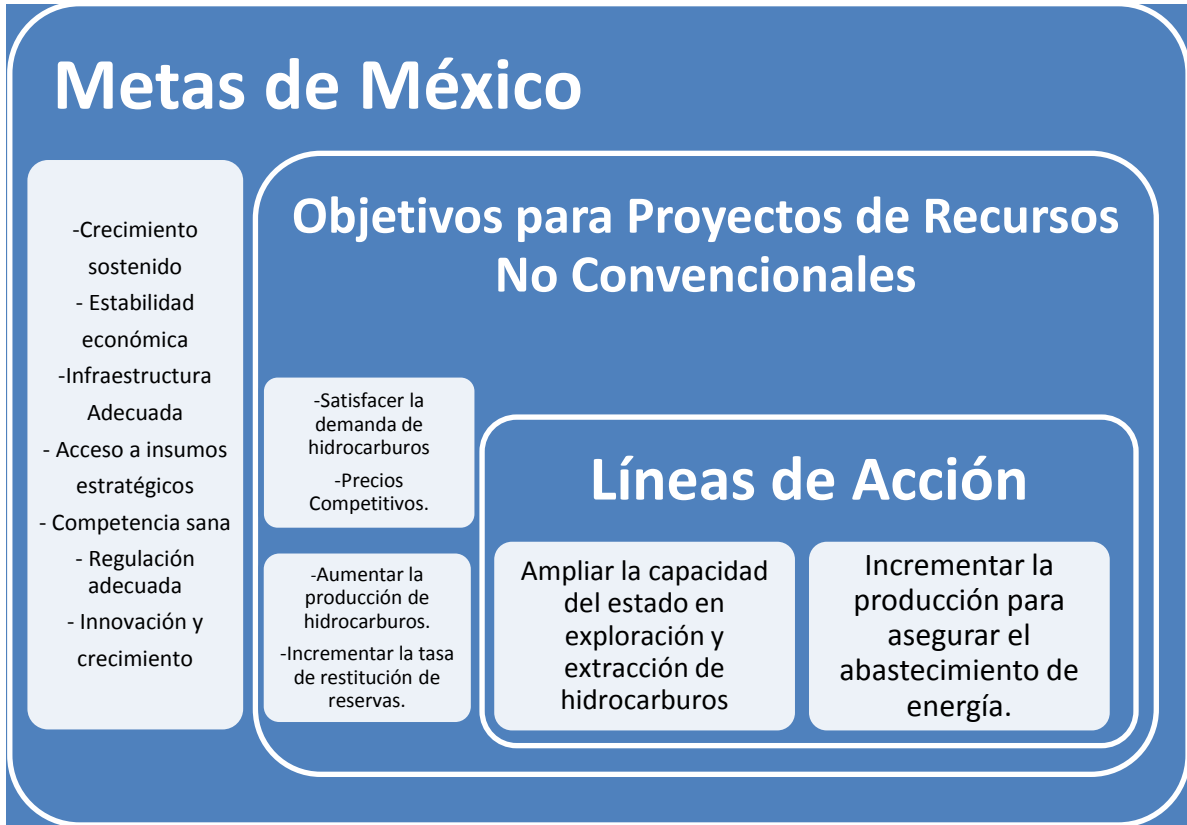 Metas de México
-Crecimiento
sostenido
- Estabilidad
económica
-Infraestructura
Adecuada
- Acceso a insumos
estratégicos
- Competencia sana
- Regulación
adecuada
- Innovación y
crecimiento
Objetivos para Proyectos de Recursos
No Convencionales
-Satisfacer la
demanda de
hidrocarburos
-Precios
Competitivos.
-Aumentar la
producción de
hidrocarburos.
-Incrementar la tasa
de restitución de
reservas.
Líneas de Acción
Ampliar la capacidad
del estado en
exploración y
extracción de
hidrocarburos
Incrementar la
producción para
asegurar el
abastecimiento de
energía.